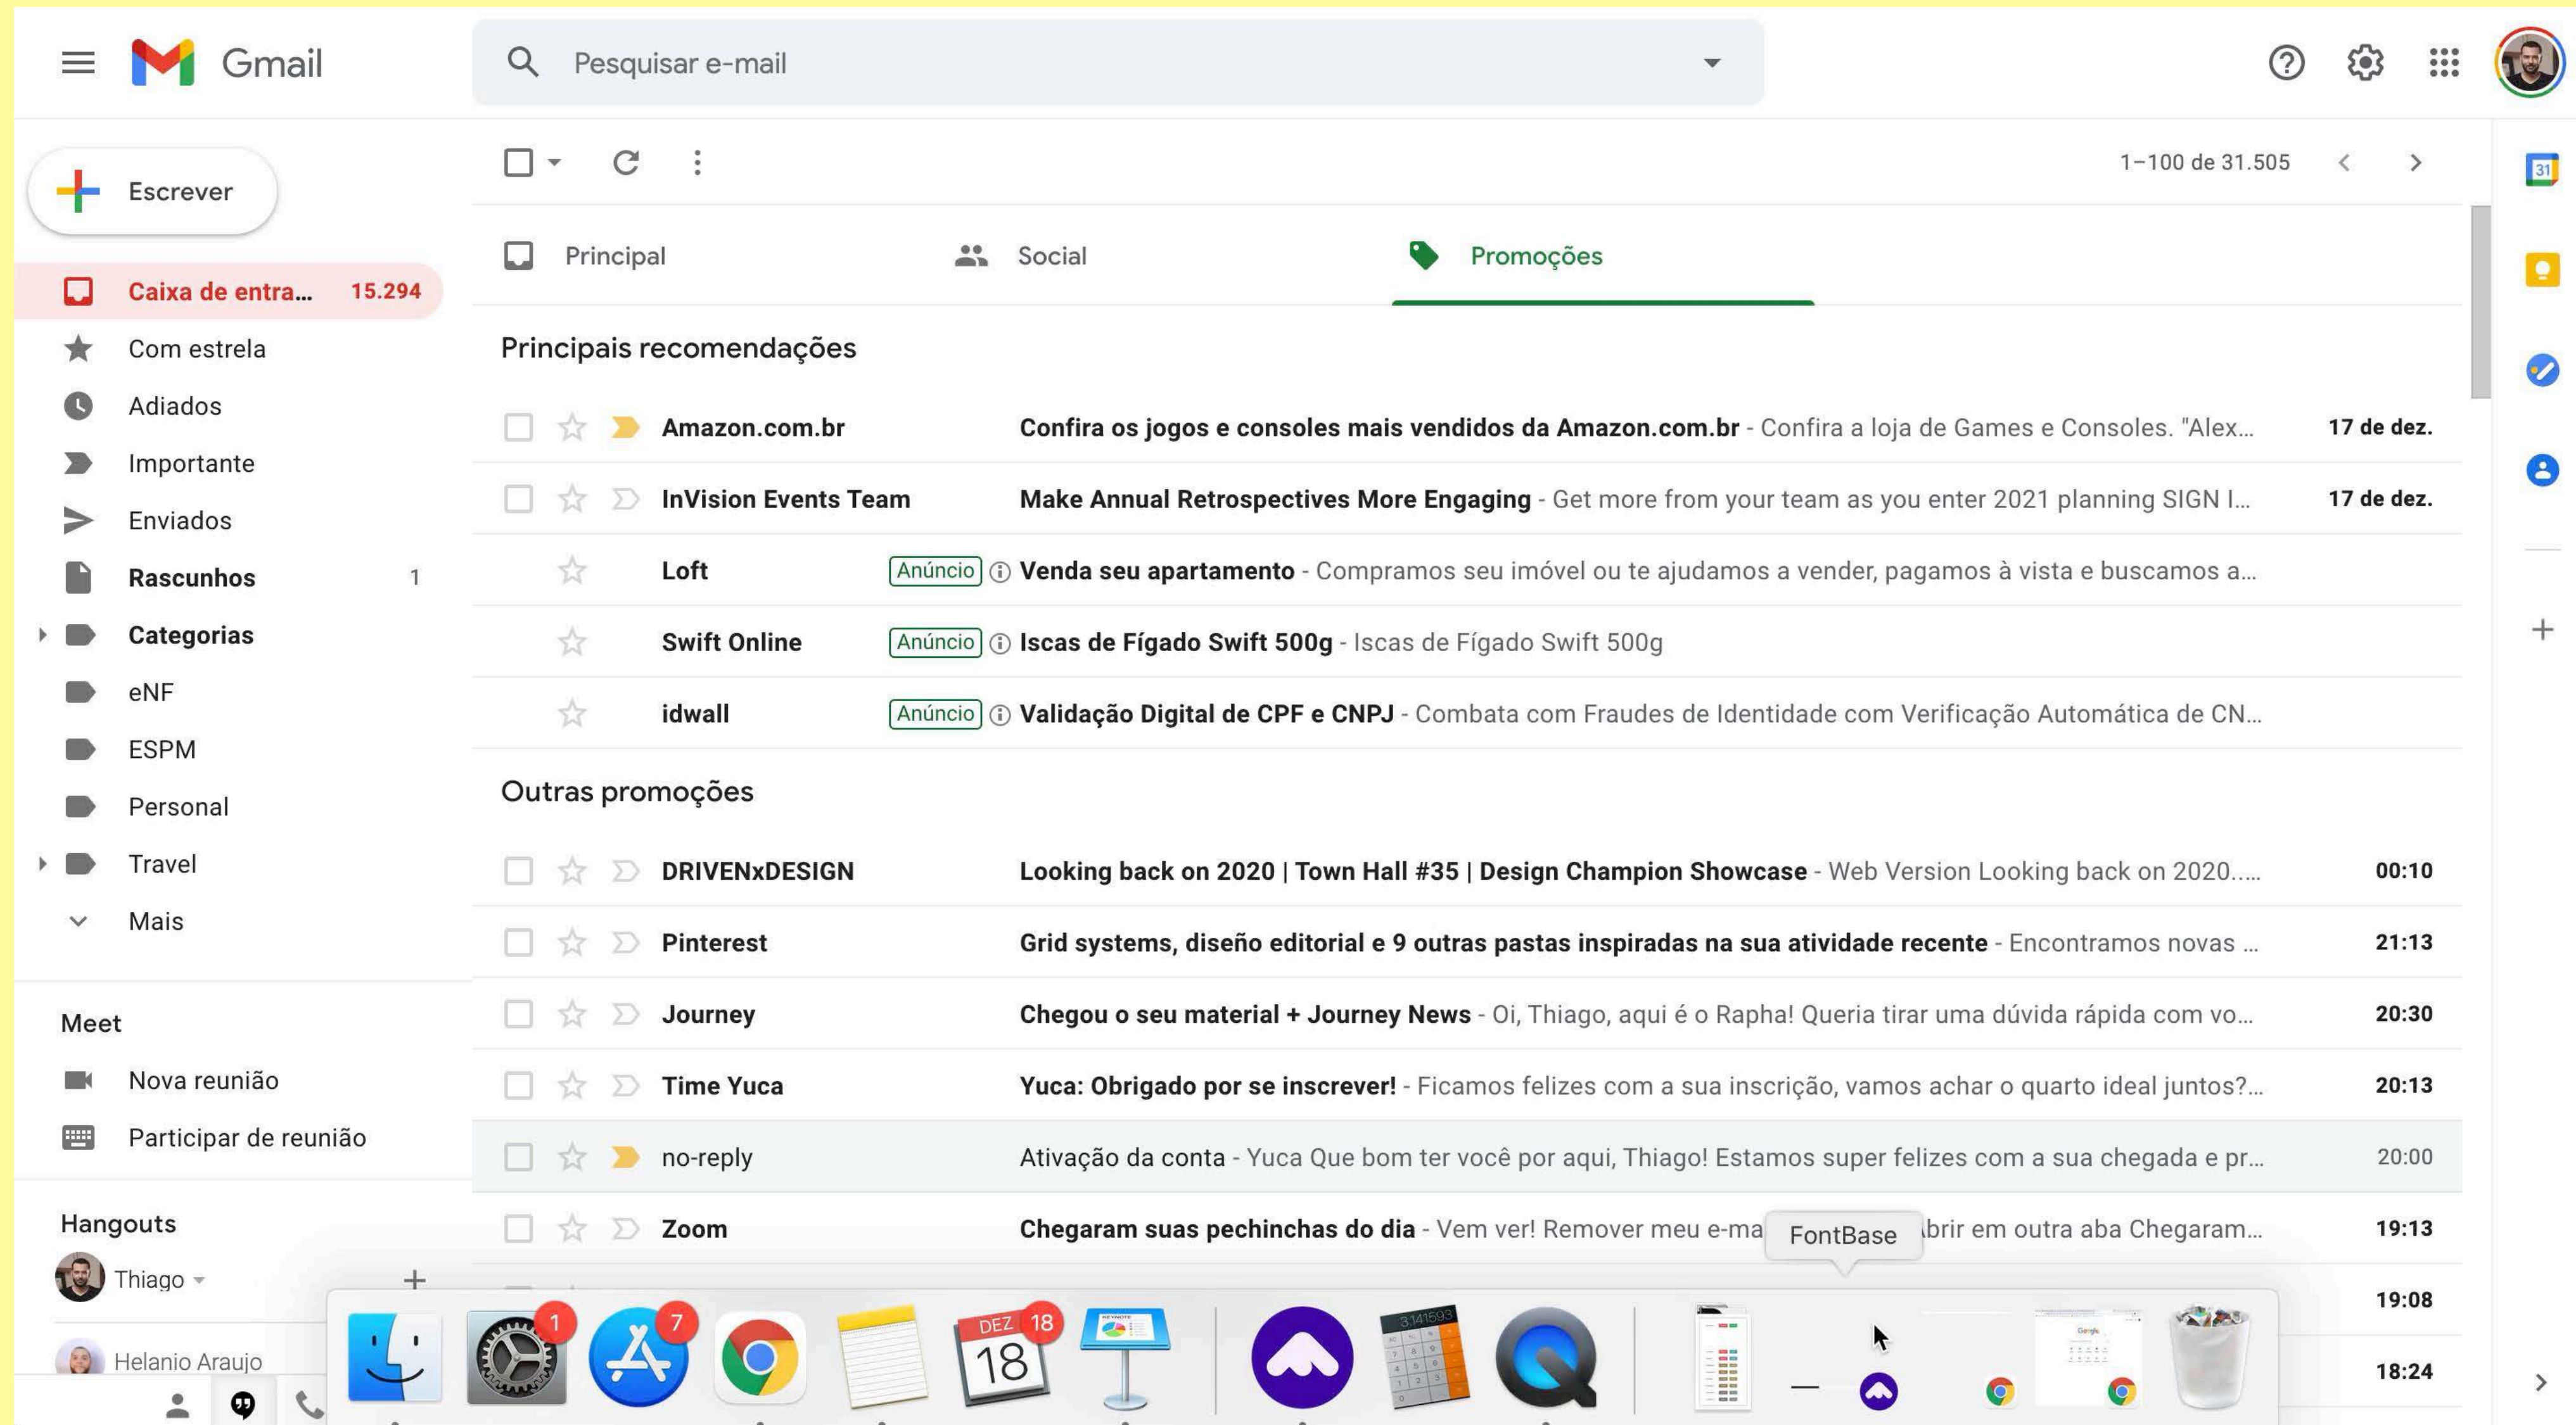 Gmail
Pesquisar e-mail
Escrever
1–100 de 31.505
31
Principal
Social
Promoções
Caixa de entra... 15.294
Com estrela
Adiados
Importante
Enviados
Rascunhos 1
Categorias
eNF
ESPM
Personal
Travel
Mais
Meet
Nova reunião
Participar de reunião
Hangouts
Thiago
Helanio Araujo
Principais recomendações
Amazon.com.br Confira os jogos e consoles mais vendidos da Amazon.com.br - Confira a loja de Games e Consoles. "Alex... 17 de dez.
InVision Events Team Make Annual Retrospectives More Engaging - Get more from your team as you enter 2021 planning SIGN I... 17 de dez.
Loft Anúncio Venda seu apartamento - Compramos seu imóvel ou te ajudamos a vender, pagamos à vista e buscamos a...
Swift Online Anúncio Iscas de Fígado Swift 500g - Iscas de Fígado Swift 500g
idwall Anúncio Validação Digital de CPF e CNPJ - Combata com Fraudes de Identidade com Verificação Automática de CN...
Outras promoções
DRIVENxDESIGN Looking back on 2020 | Town Hall #35 | Design Champion Showcase - Web Version Looking back on 2020..... 00:10
Pinterest Grid systems, diseño editorial e 9 outras pastas inspiradas na sua atividade recente - Encontramos novas ... 21:13
Journey Chegou o seu material + Journey News - Oi, Thiago, aqui é o Rapha! Queria tirar uma dúvida rápida com vo... 20:30
Time Yuca Yuca: Obrigado por se inscrever! - Ficamos felizes com a sua inscrição, vamos achar o quarto ideal juntos?... 20:13
no-reply Ativação da conta - Yuca Que bom ter você por aqui, Thiago! Estamos super felizes com a sua chegada e pr... 20:00
Zoom Chegaram suas pechinchas do dia - Vem ver! Remover meu e-ma brir em outra aba Chegaram... 19:13
FontBase
19:08
18:24
1
7
DEZ 18
18
KEYNOTE
3.141593
Google